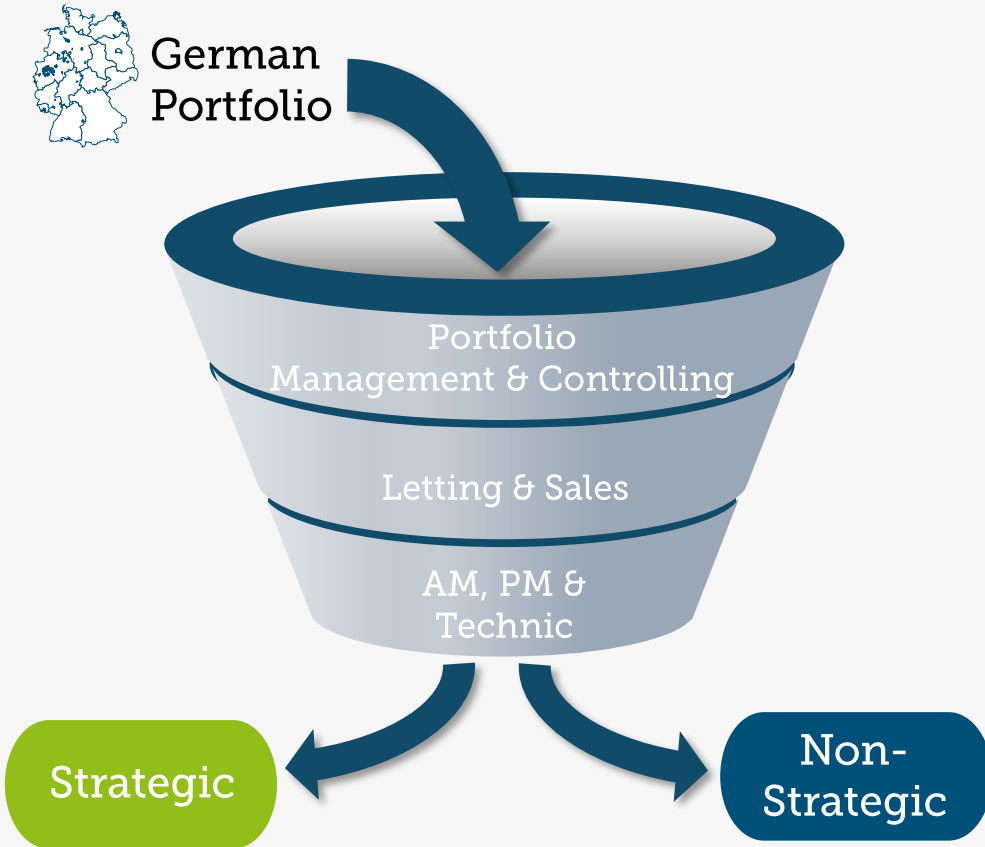 German
Portfolio
Portfolio
Management & Controlling
Letting & Sales
AM, PM &
Technic
Strategic
Non-
Strategic